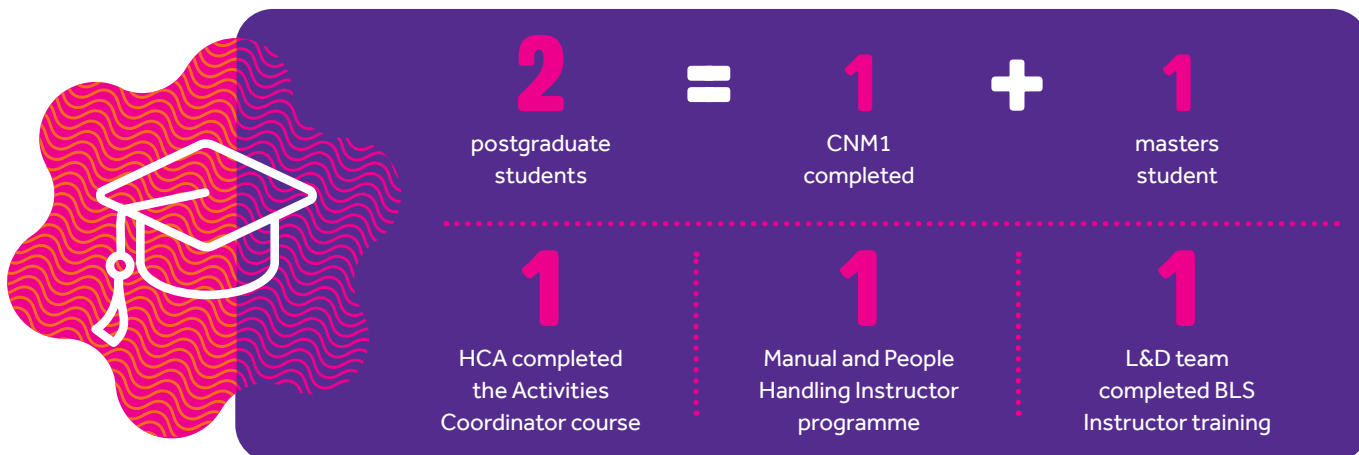 2 = 1 + 1
postgraduate students
CNM1 completed
masters student
1
HCA completed
the Activities
Coordinator course
1
Manual and People
Handling Instructor
programme
1
L&D team
completed BLS
Instructor training